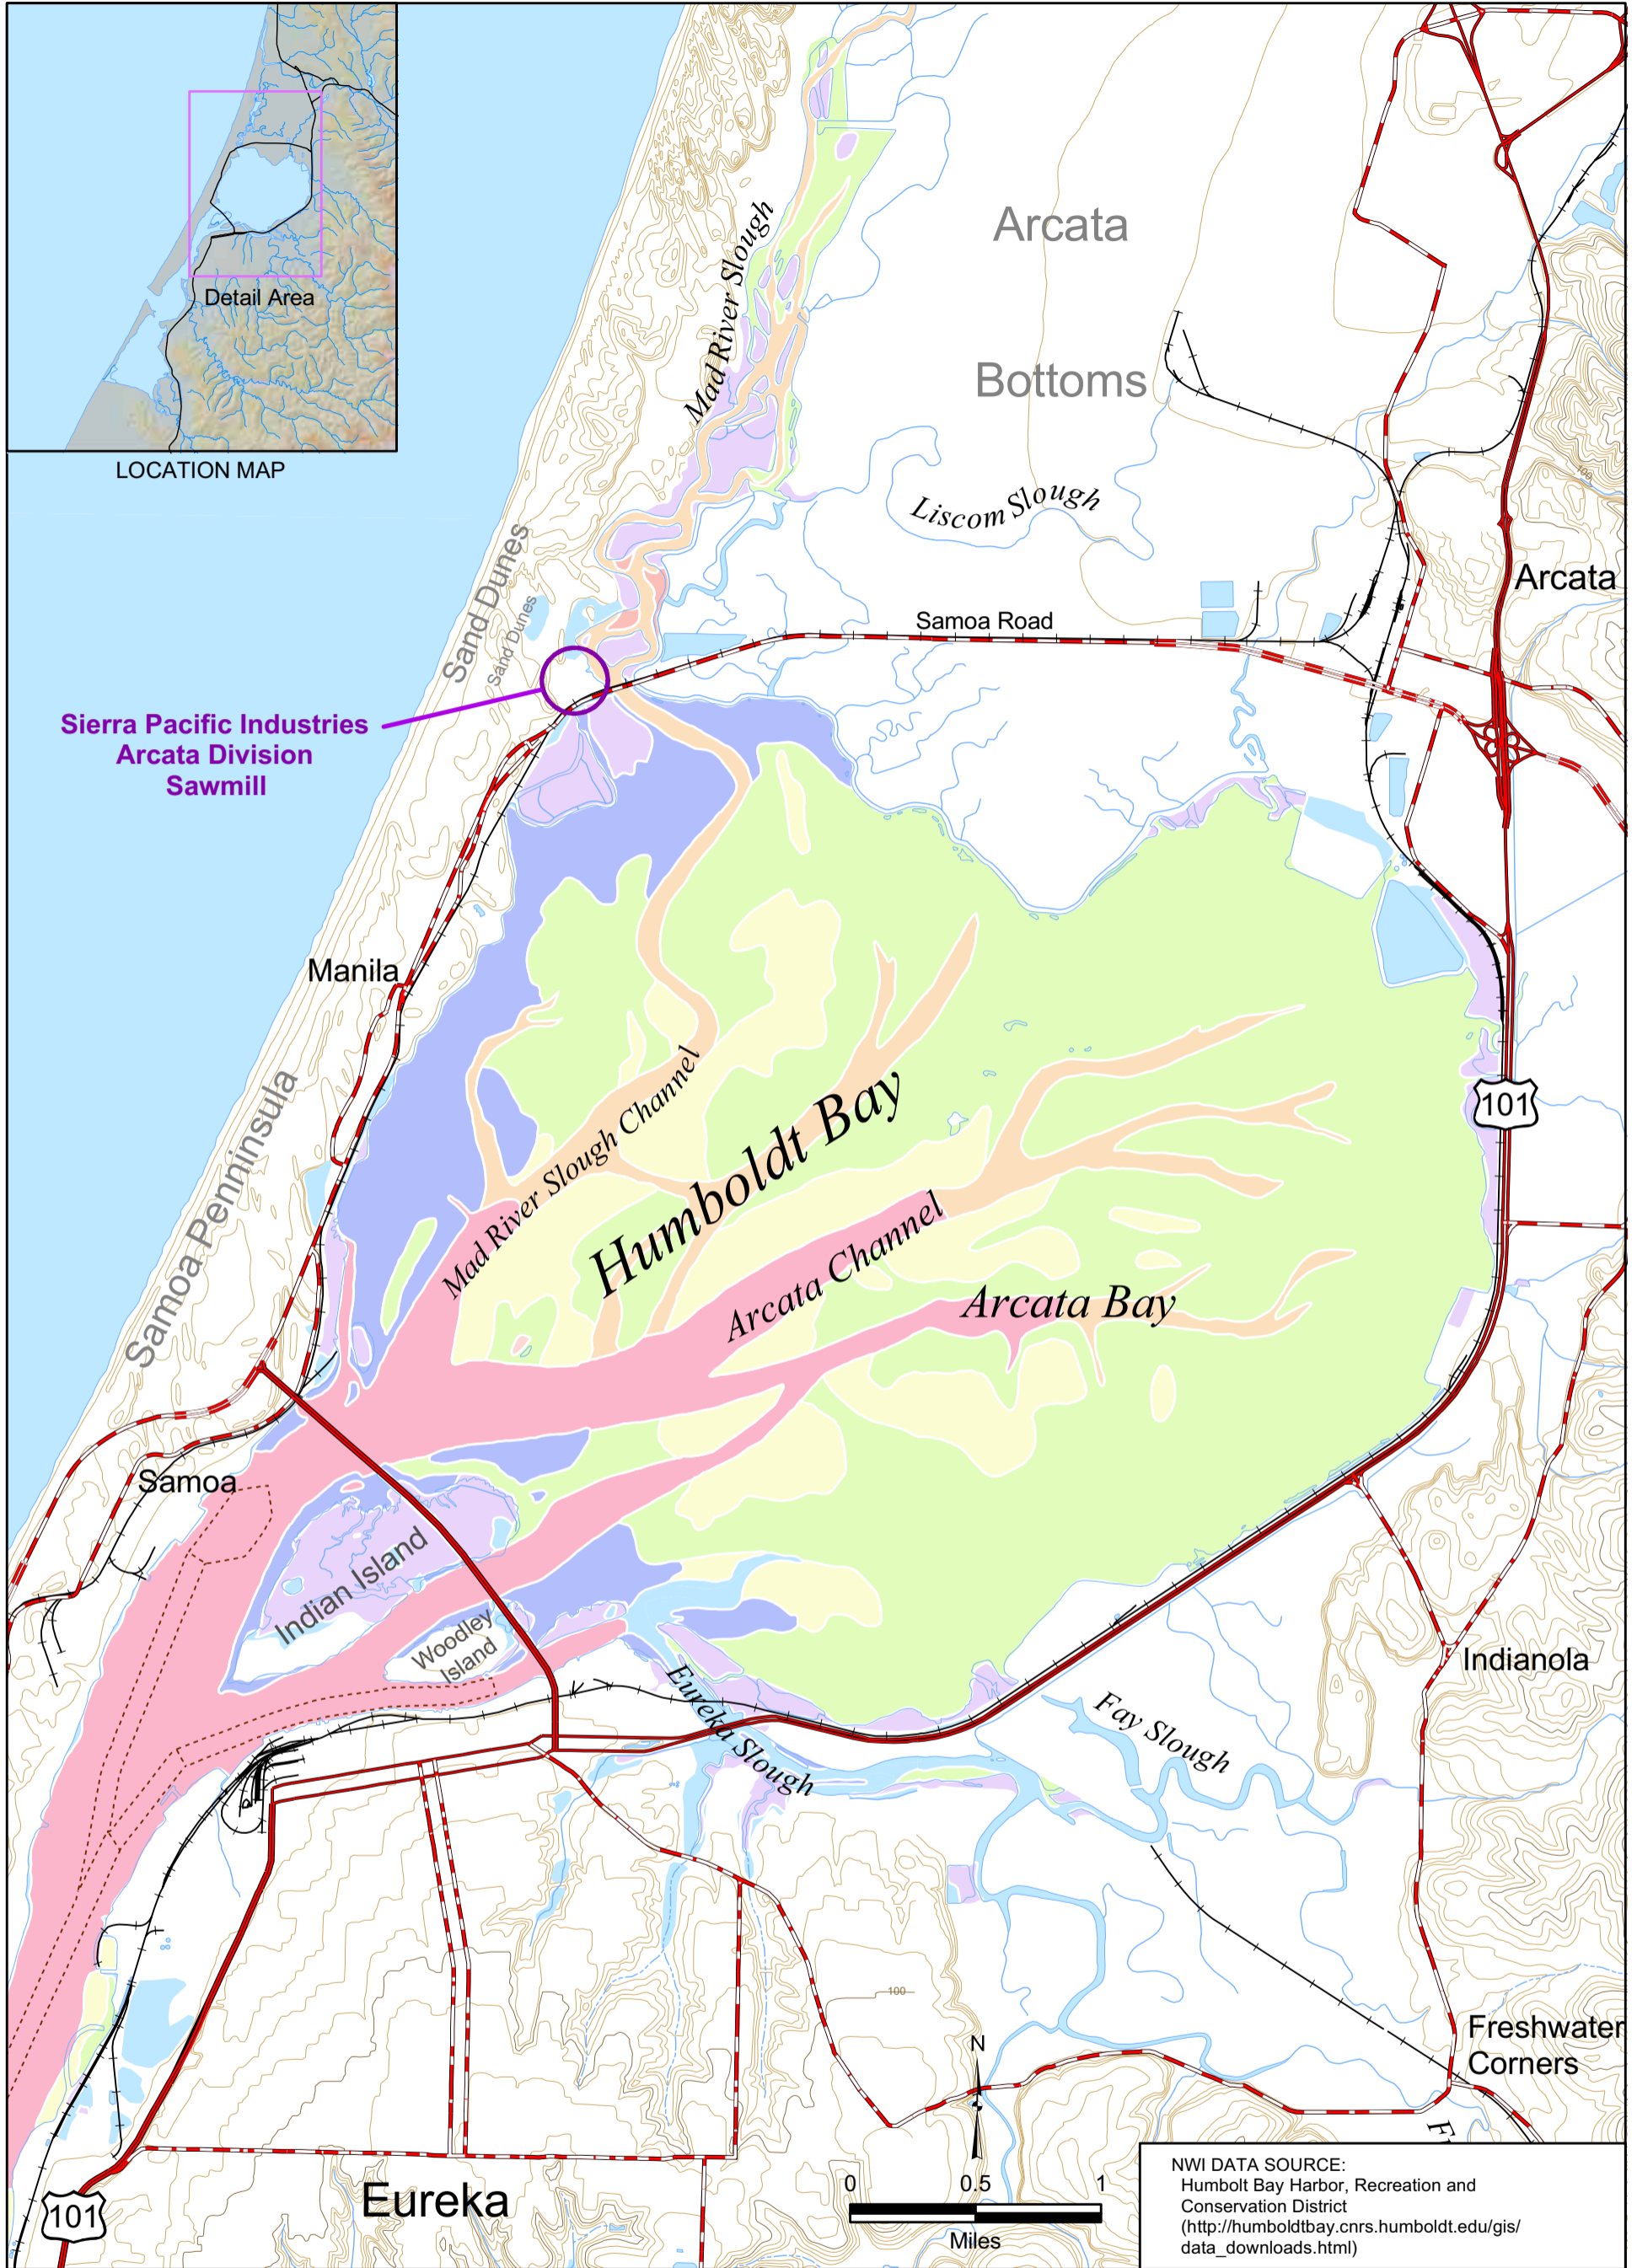 Detail Area
LOCATION MAP
Arcata
Bottoms
Mad River Slough
Liscom Slough
100
Sand Dunes
Sand Dunes
Arcata
Samoa Road
Sierra Pacific Industries
Arcata Division
Sawmill
Manila
101
Samoa Penninsula
Mad River Slough Channel
Humboldt Bay
Arcata Channel
Arcata Bay
Samoa
Indian Island
Woodley
Island
Indianola
Eureka Slough
Fay Slough
100
Freshwater
Corners
N
101
Eureka
0 0.5 1
Miles
NWI DATA SOURCE:
Humbolt Bay Harbor, Recreation and
Conservation District
(http://humboldtbay.cnrs.humboldt.edu/gis/
data_downloads.html)